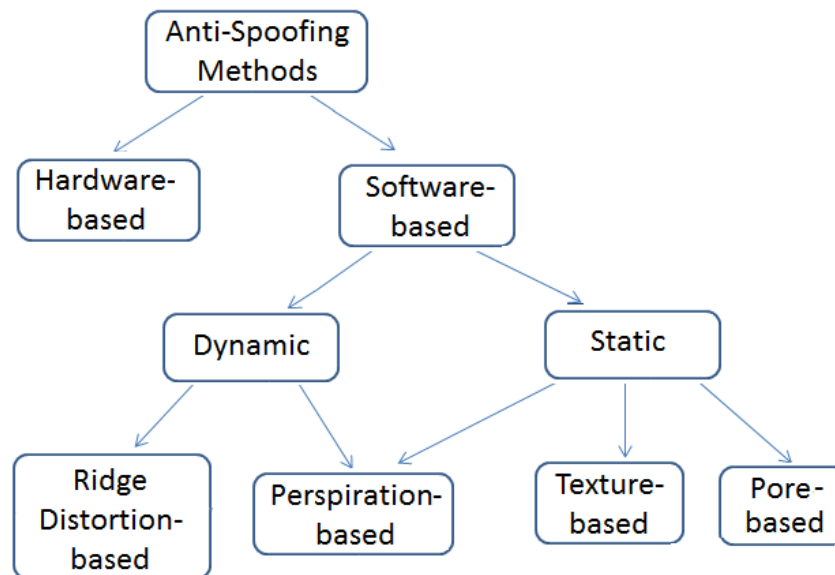 Anti-Spoofing
Methods
Hardware-
based
Software-
based
Dynamic
Static
Ridge
Distortion-
based
Perspiration-
based
Texture-
based
Pore-
based